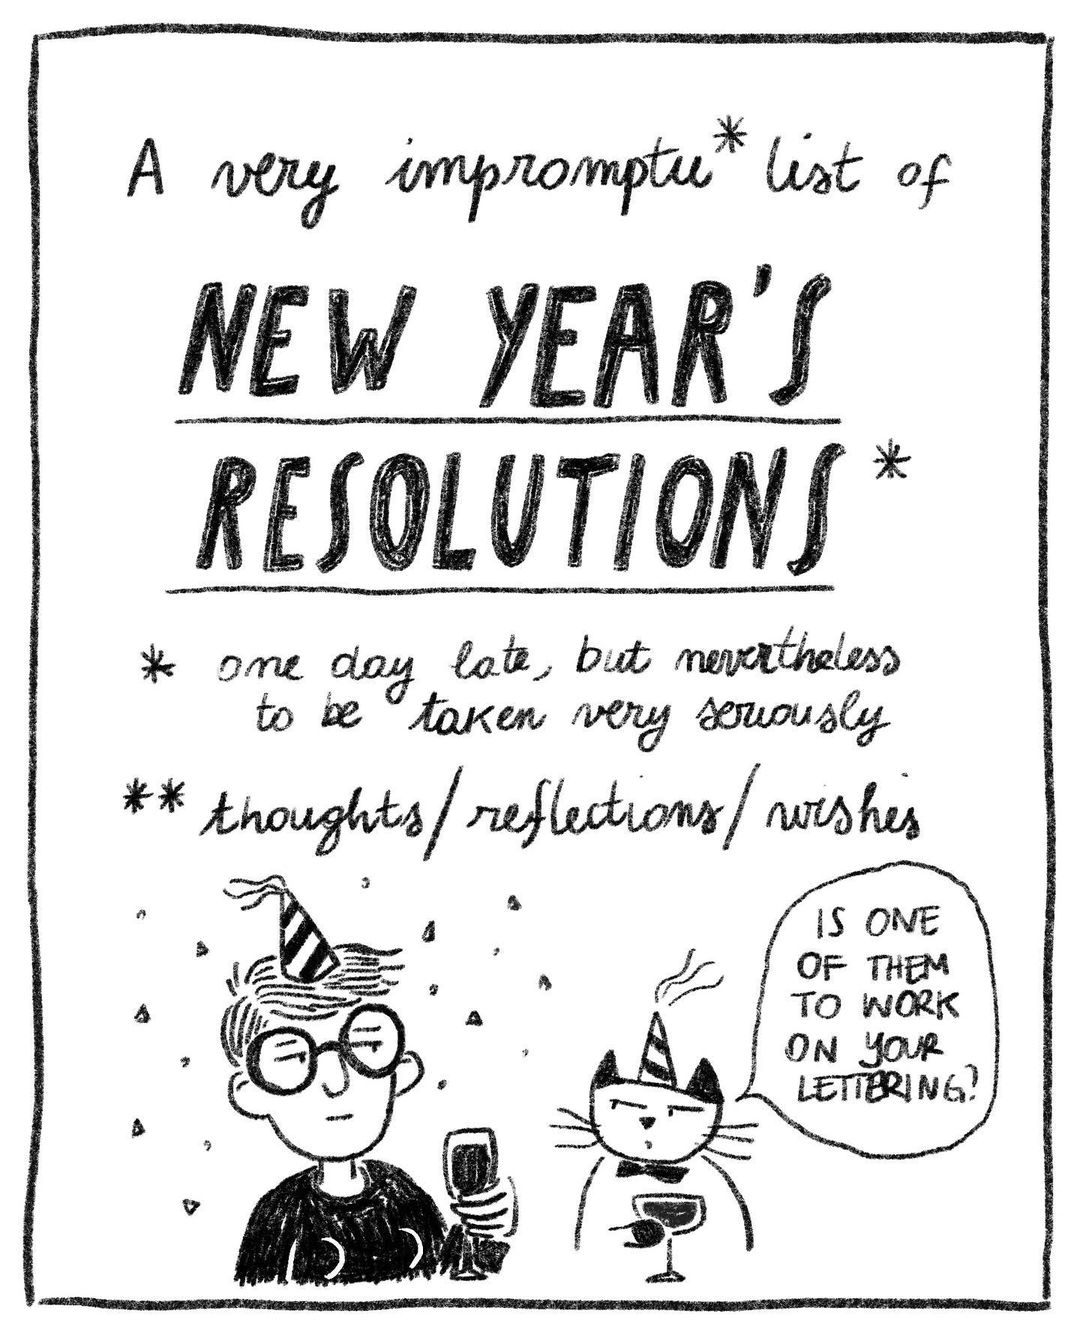 A very impromptu* list of
NEW YEAR'S
RESOLUTIONS*
* one day late, but nevertheless
to be taken very seriously
** thoughts/reflections/wishes
IS ONE
OF THEM
TO WORK
ON YOUR
LETTERING?